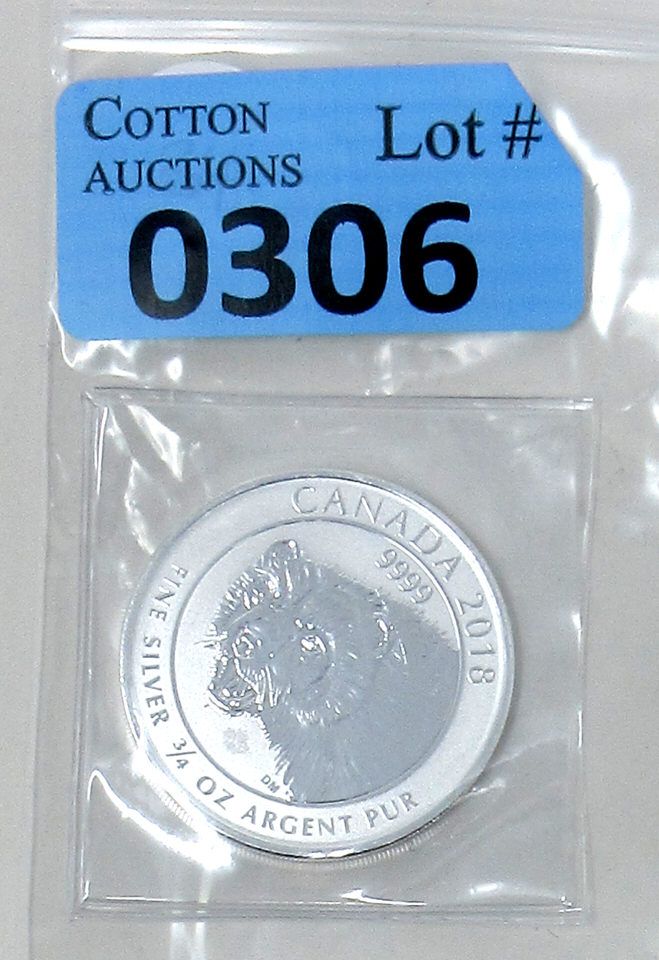 COTTON
AUCTIONS
Lot #
0306
CANADA 2018
9999
FINE SILVER 3/4 OZ ARGENT PUR
DM